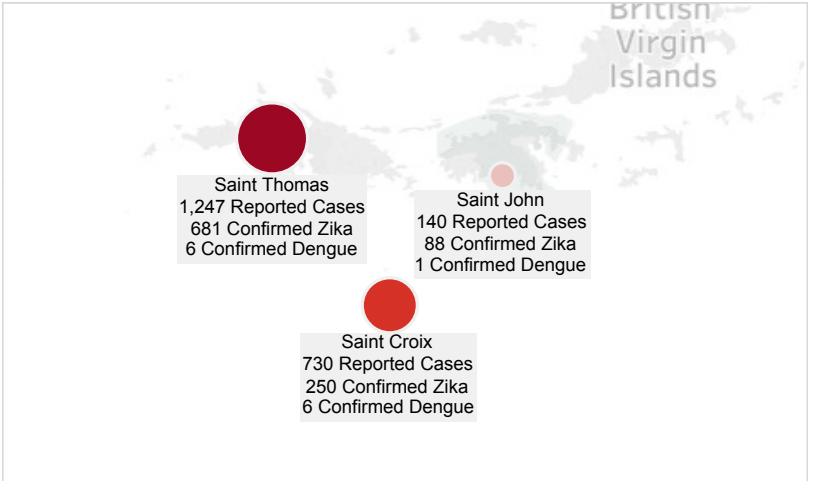 British
Virgin
Islands
Saint Thomas
1,247 Reported Cases
681 Confirmed Zika
6 Confirmed Dengue
Saint John
140 Reported Cases
88 Confirmed Zika
1 Confirmed Dengue
Saint Croix
730 Reported Cases
250 Confirmed Zika
6 Confirmed Dengue